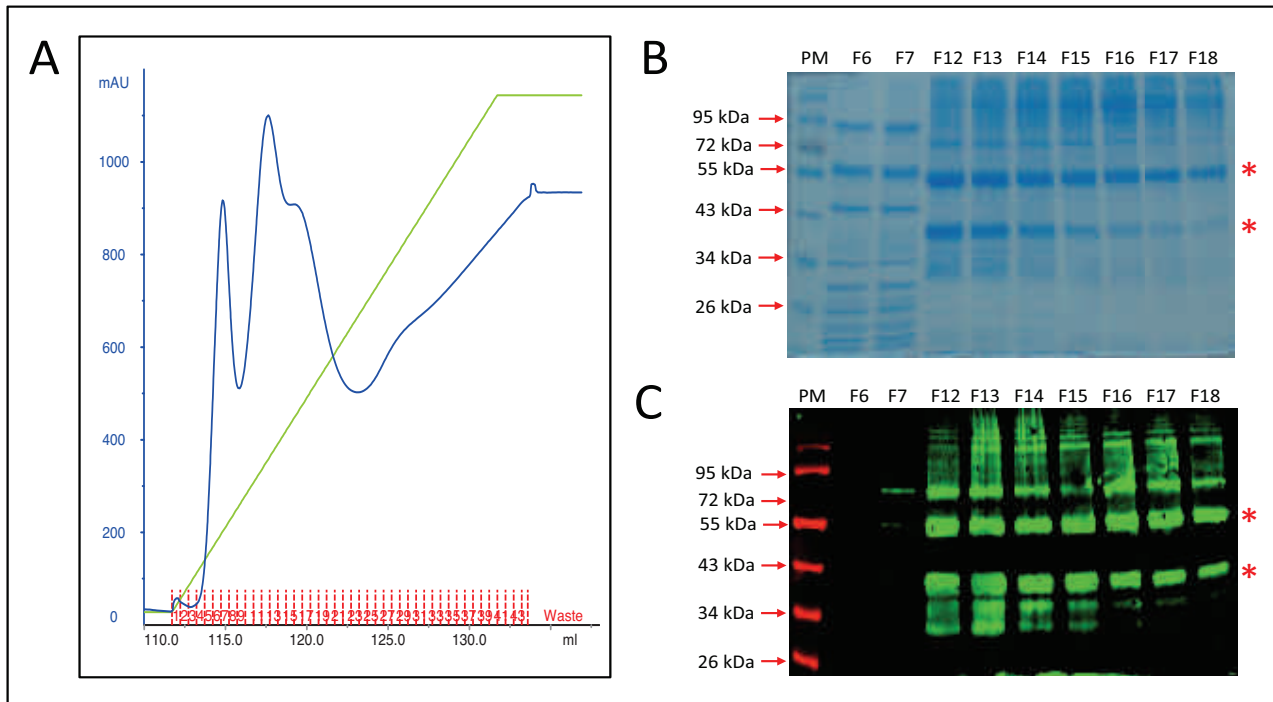 A
mAU
1000
800
600
400
200
0
123456789 111131517192123252729313335373941 43 Waste
110.0 115.0 120.0 125.0 130.0 ml
B
PM F6 F7 F12 F13 F14 F15 F16 F17 F18
95 kDa
72 kDa
55 kDa *
43 kDa
*
34 kDa
26 kDa
C
PM F6 F7 F12 F13 F14 F15 F16 F17 F18
95 kDa
72 kDa
55 kDa *
43 kDa *
34 kDa
26 kDa